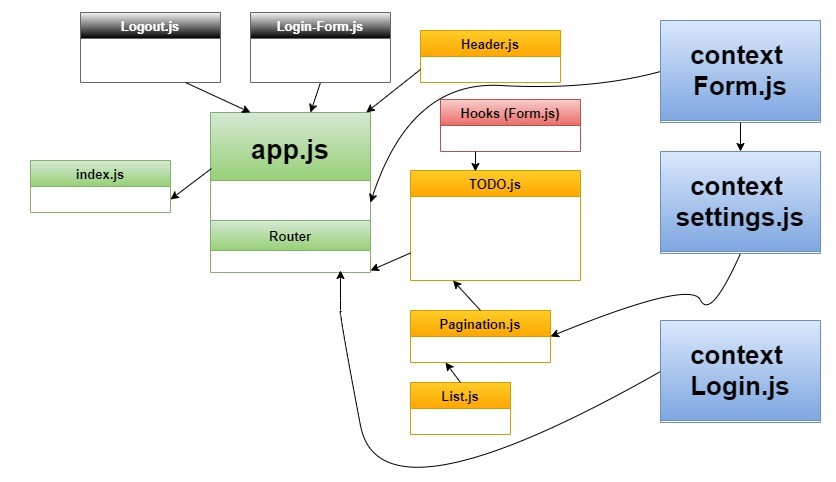 Logout.js
Login-Form.js
Header.js
context
Form.js
Hooks (Form.js)
app.js
index.js
TODO.js
context
settings.js
Router
Pagination.js
context
Login.js
List.js